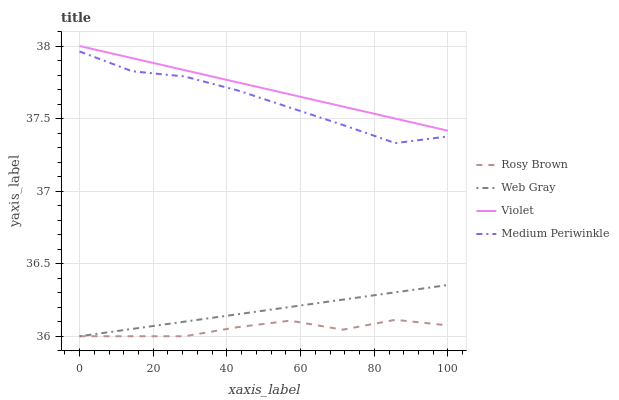 title
38
37.5
37
36.5
36
0 20 40 60 80 100
xaxis_label
yaxis_label
Rosy Brown
Web Gray
Violet
Medium Periwinkle